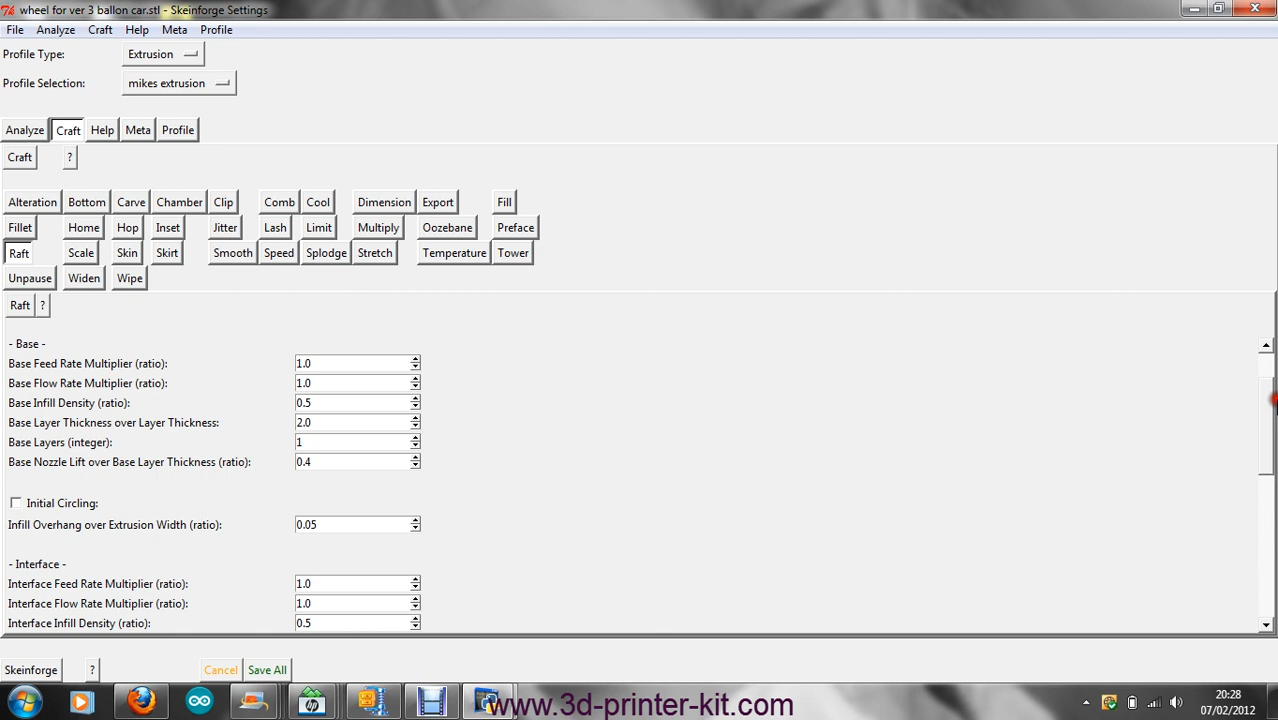 wheel for ver 3 ballon car.stl - Skeinforge Settings
File Analyze Craft Help Meta Profile
Profile Type: Extrusion
Profile Selection: mikes extrusion
Analyze Craft Help Meta Profile
Craft ?
Alteration Bottom Carve Chamber Clip Comb Cool Dimension Export Fill
Fillet Home Hop Inset Jitter Lash Limit Multiply Oozebane Preface
Raft Scale Skin Skirt Smooth Speed Splodge Stretch Temperature Tower
Unpause Widen Wipe
Raft ?
- Base -
Base Feed Rate Multiplier (ratio): 1.0
Base Flow Rate Multiplier (ratio): 1.0
Base Infill Density (ratio): 0.5
Base Layer Thickness over Layer Thickness: 2.0
Base Layers (integer): 1
Base Nozzle Lift over Base Layer Thickness (ratio): 0.4
Initial Circling:
Infill Overhang over Extrusion Width (ratio): 0.05
- Interface -
Interface Feed Rate Multiplier (ratio): 1.0
Interface Flow Rate Multiplier (ratio): 1.0
Interface Infill Density (ratio): 0.5
Skeinforge ? Cancel Save All
www.3d-printer-kit.com
20:28
07/02/2012